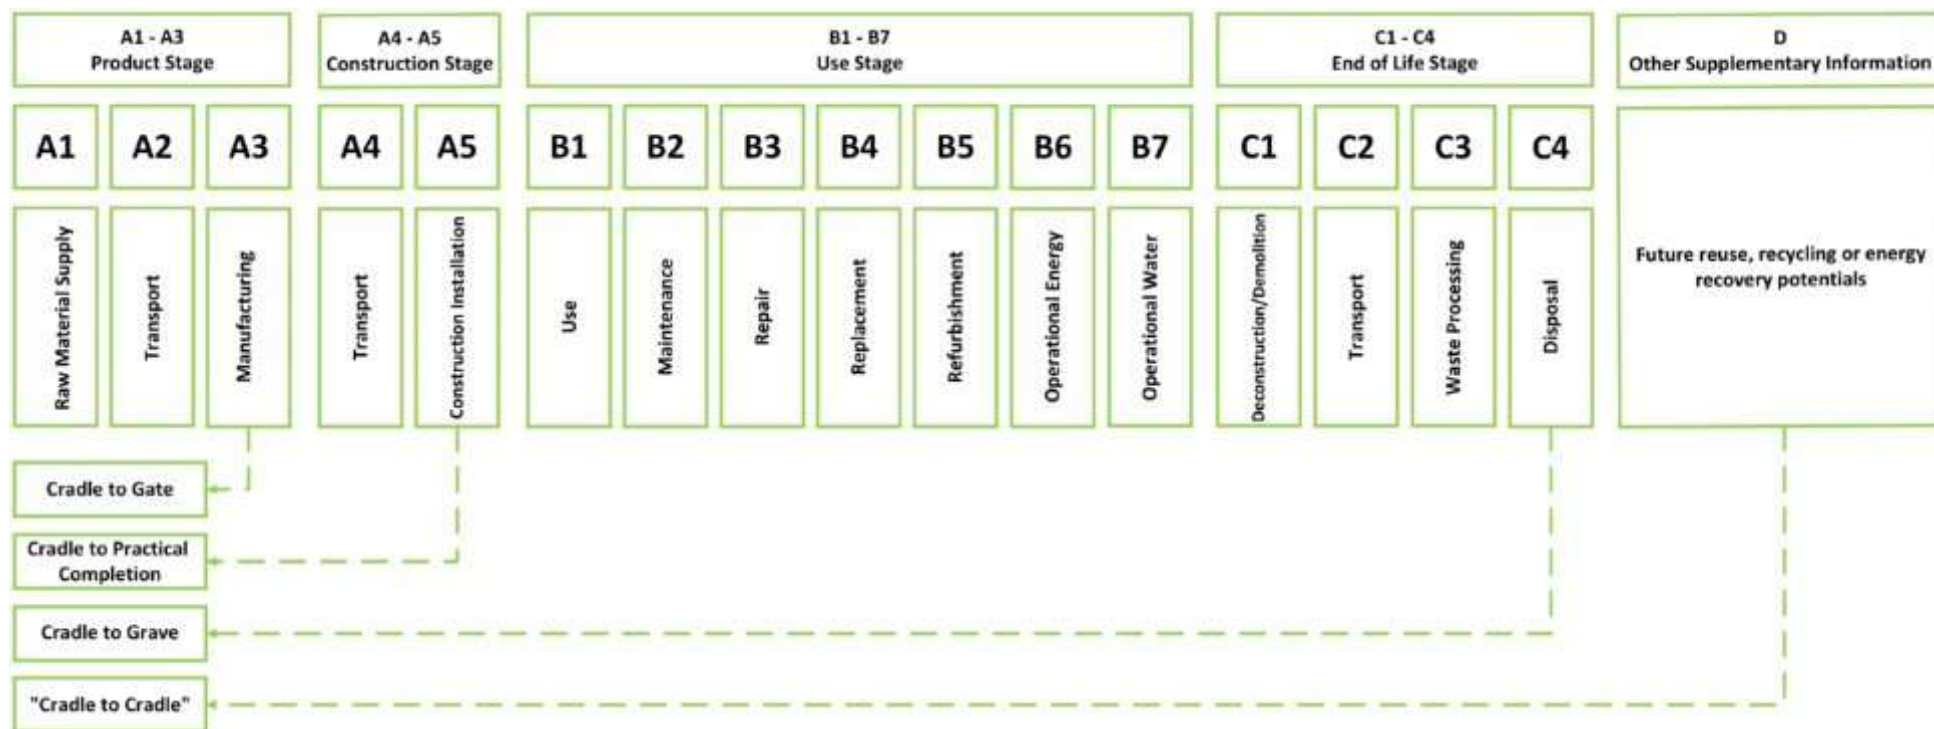 A1 - A3
Product Stage
A4 - A5
Construction Stage
B1 - B7
Use Stage
C1 - C4
End of Life Stage
D
Other Supplementary Information
A1
A2
A3
A4
A5
B1
B2
B3
B4
B5
B6
B7
C1
C2
C3
C4
Raw Material Supply
Transport
Manufacturing
Transport
Construction Installation
Use
Maintenance
Repair
Replacement
Refurbishment
Operational Energy
Operational Water
Deconstruction/Demolition
Transport
Waste Processing
Disposal
Future reuse, recycling or energy
recovery potentials
Cradle to Gate
Cradle to Practical
Completion
Cradle to Grave
"Cradle to Cradle"